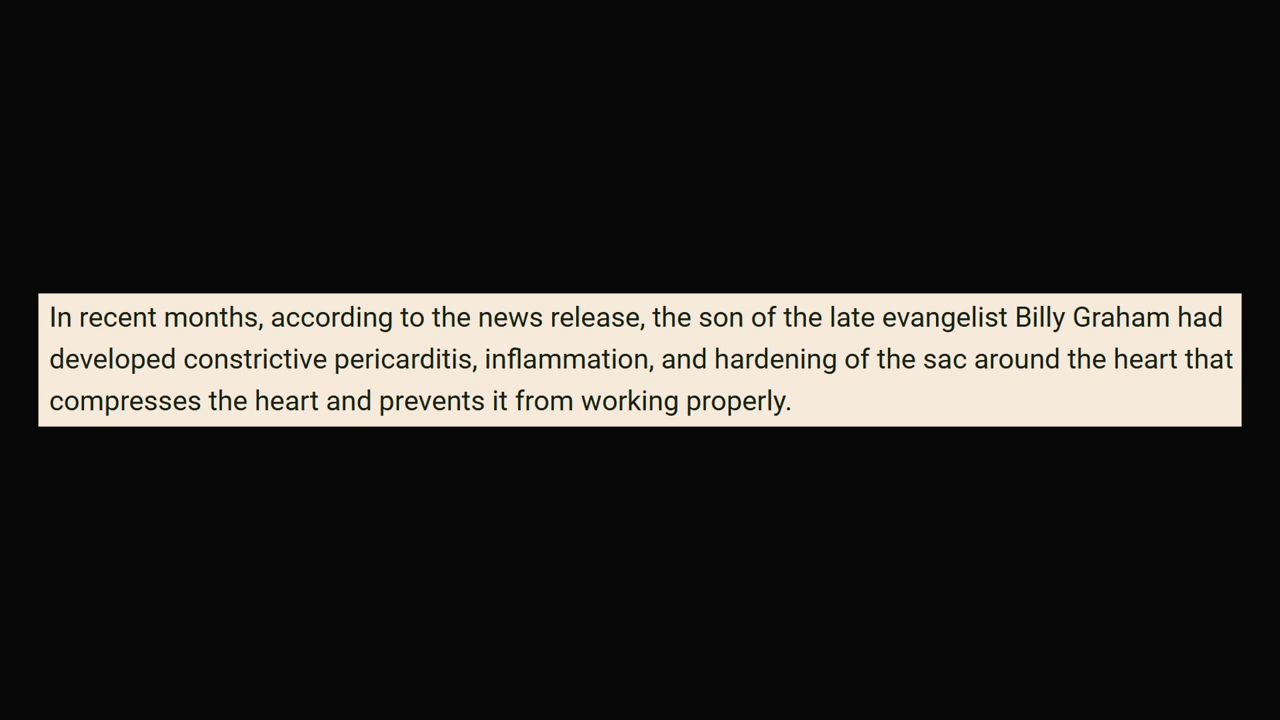 In recent months, according to the news release, the son of the late evangelist Billy Graham had
developed constrictive pericarditis, inflammation, and hardening of the sac around the heart that
compresses the heart and prevents it from working properly.